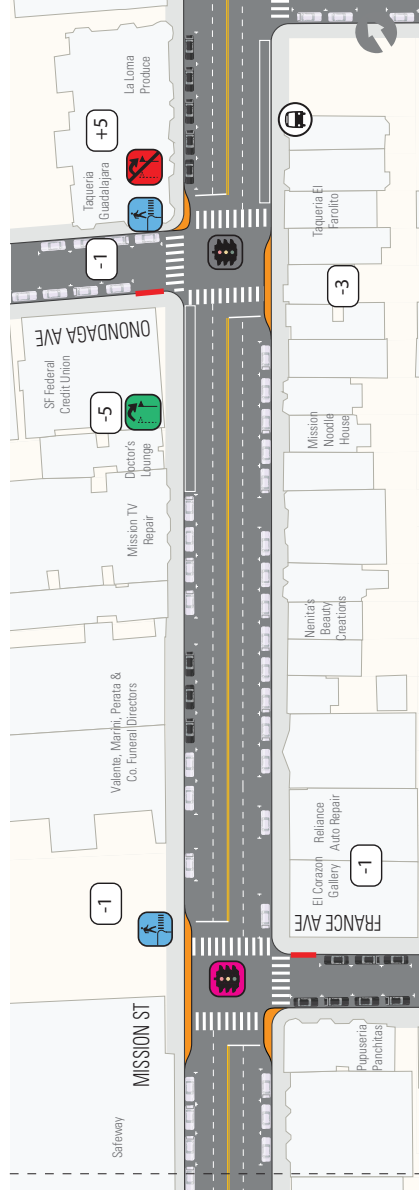 La Loma
Produce
+5
Taqueria
Guadalajara
-1
ONONDAGA AVE
Taqueria El
Farolito
-3
SF Federal
Credit Union
-5
Doctor's
Lounge
Mission TV
Repair
Mission
Noodle
House
Nenita's
Beauty
Creations
Valente, Marini, Perata &
Co. Funeral Directors
Reliance
Auto Repair
El Corazon
Gallery
-1
-1
FRANCE AVE
MISSION ST
Safeway
Pupuseria
Panchitas